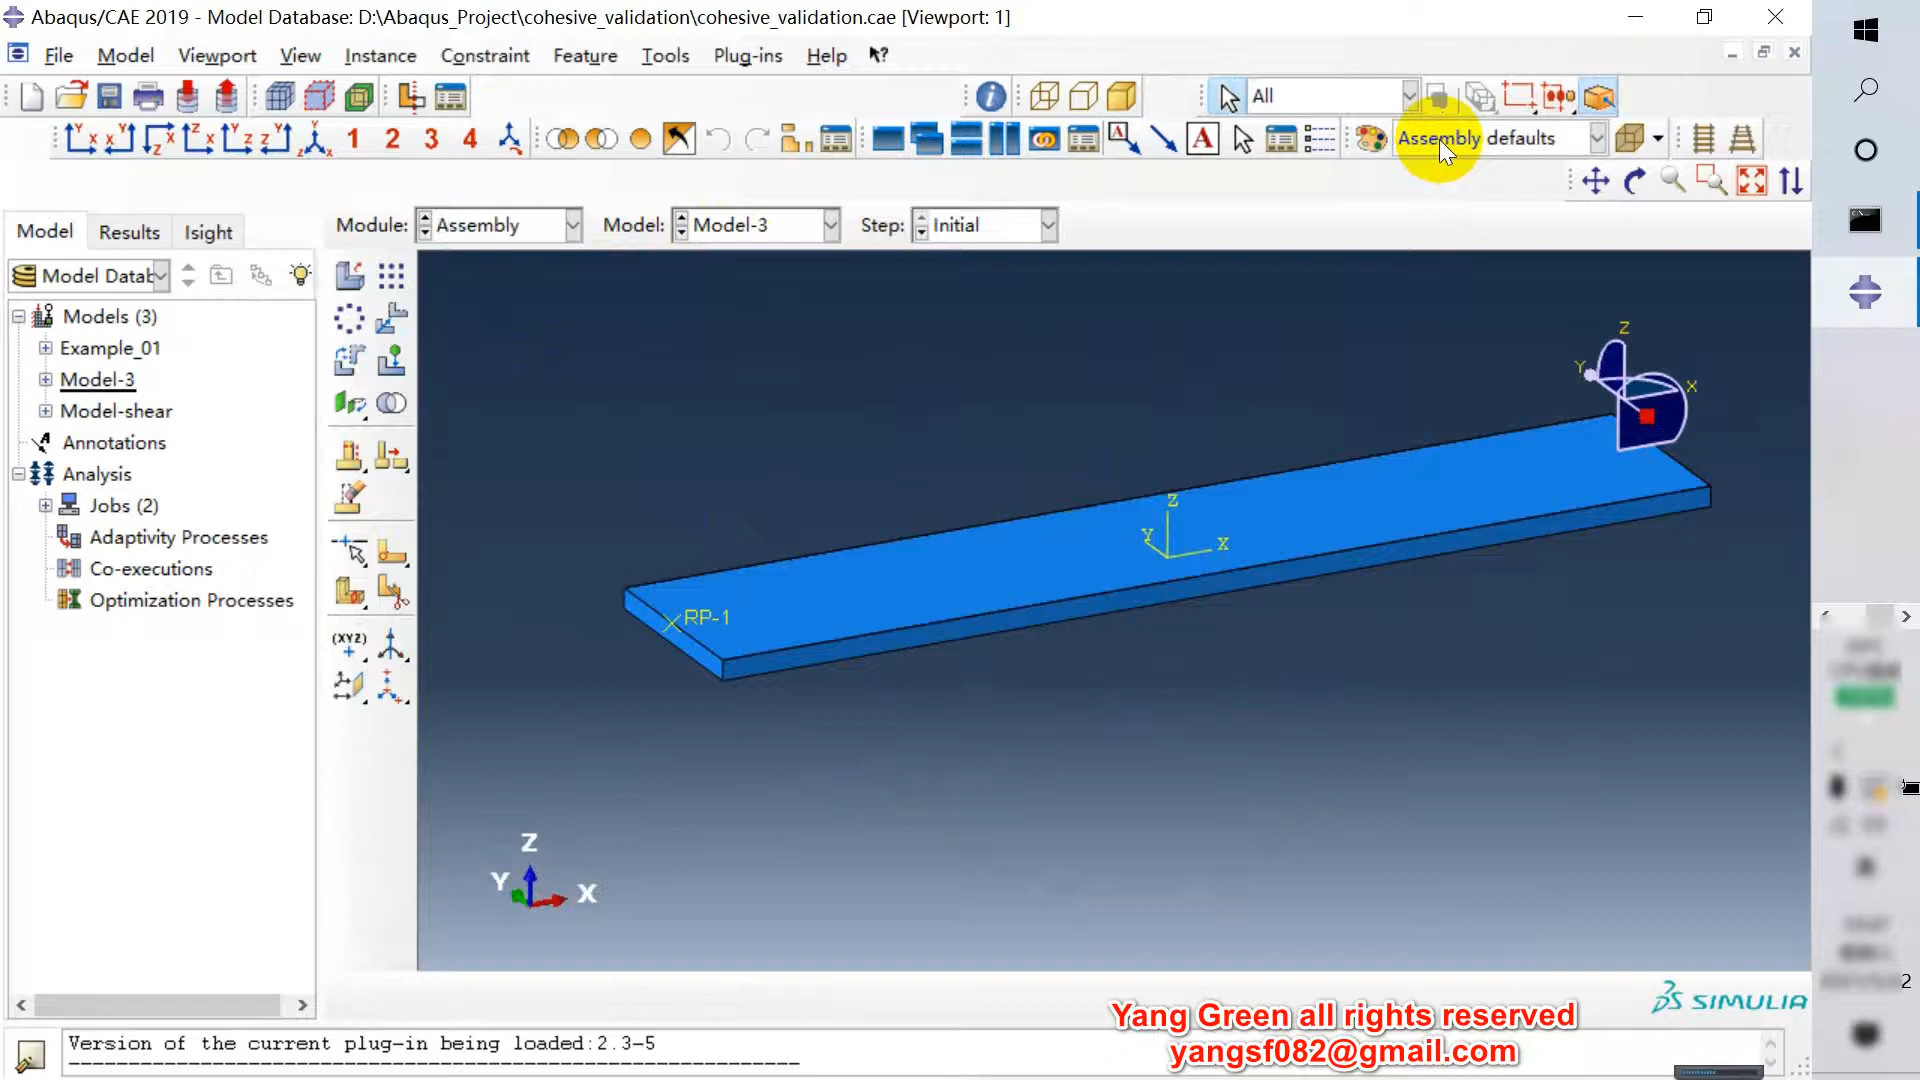 Abaqus/CAE 2019 - Model Database: D:\Abaqus_Project\cohesive_validation\cohesive_validation.cae [Viewport: 1]
File Model Viewport View Instance Constraint Feature Tools Plug-ins Help
All
1 2 3 4
Assembly defaults
Model Results Isight
Module: Assembly Model: Model-3 Step: Initial
Model Datab
Models (3)
Example_01
Model-3
Model-shear
Annotations
Analysis
Jobs (2)
Adaptivity Processes
Co-executions
Optimization Processes
(XYZ)
Z
Y
X
Z
Y
X
RP-1
Z
Y
X
SIMULIA
Version of the current plug-in being loaded:2.3-5
Yang Green all rights reserved
yangsf082@gmail.com